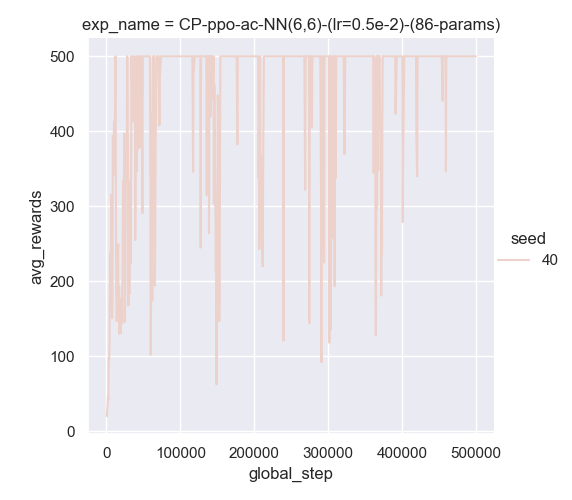 exp_name = CP-ppo-ac-NN(6,6)-(lr=0.5e-2)-(86-params)
500
400
300
200
100
0
avg_rewards
0 100000 200000 300000 400000 500000
global_step
seed
40